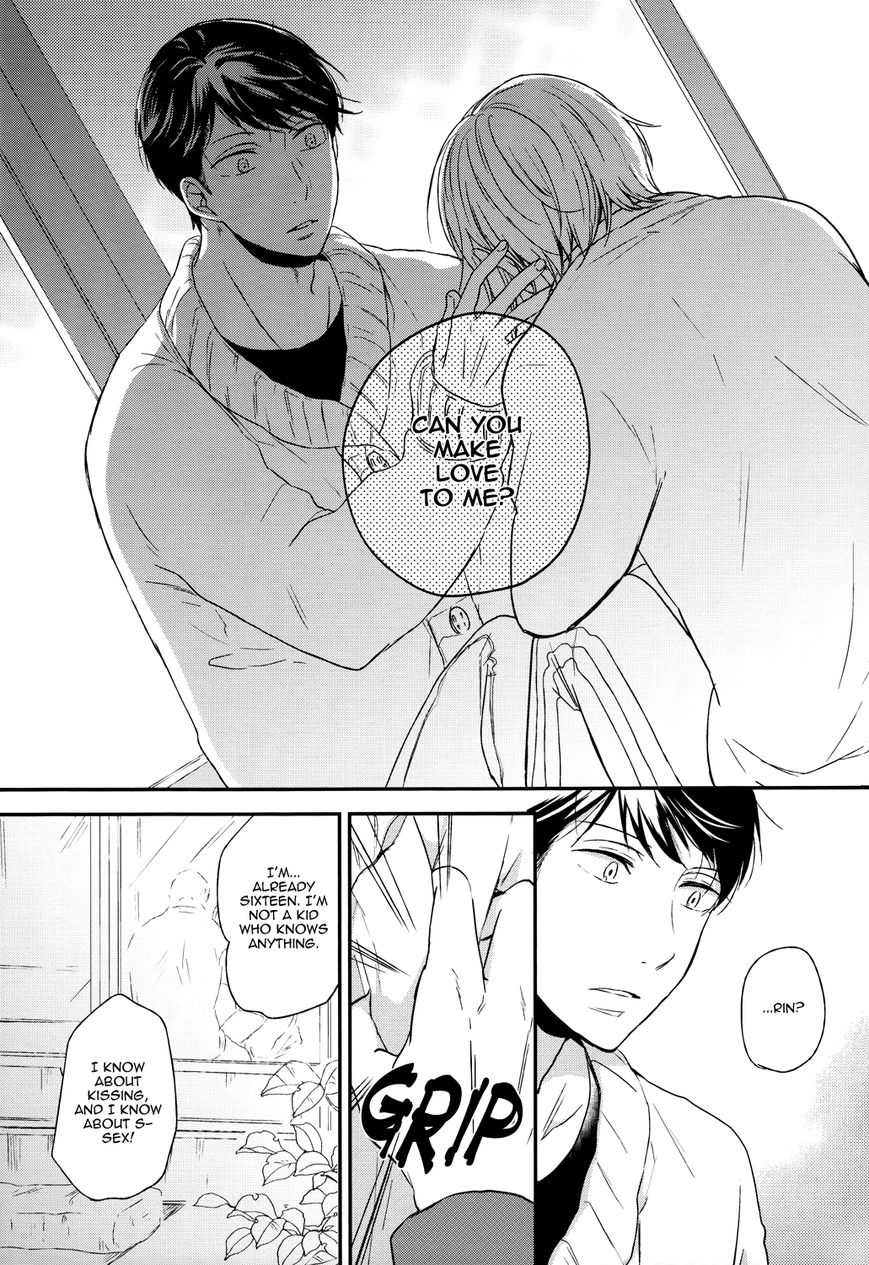 CAN YOU
MAKE
LOVE
TO ME?
...RIN?
GRIP
I'M...
ALREADY
SIXTEEN. I'M
NOT A KID
WHO KNOWS
ANYTHING.
I KNOW
ABOUT
KISSING,
AND I KNOW
ABOUT S-
SEX!